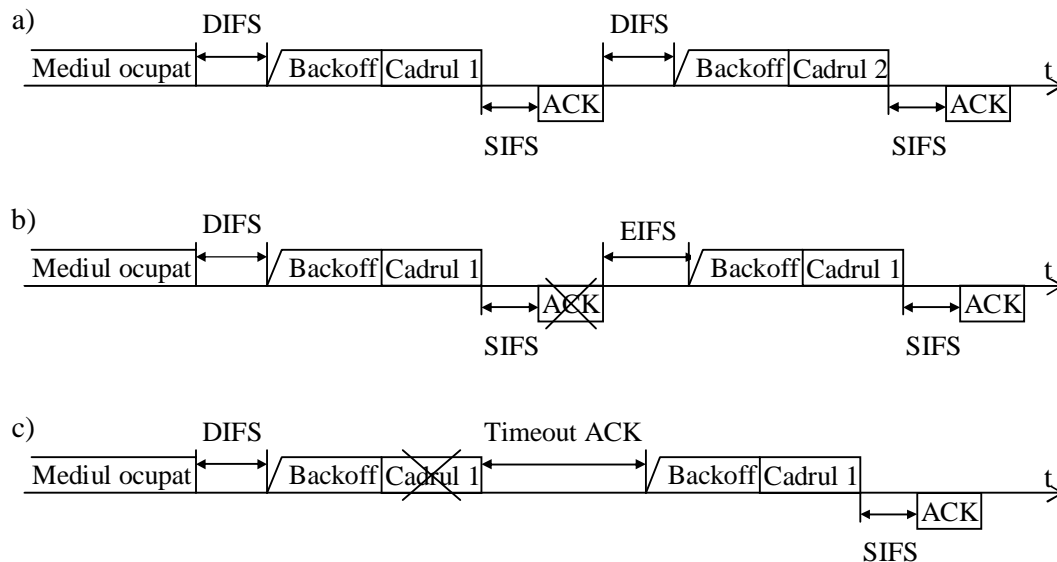 a)
DIFS DIFS
Mediul ocupat Backoff Cadrul 1 Backoff Cadrul 2 t
ACK ACK
SIFS SIFS
b)
DIFS EIFS
Mediul ocupat Backoff Cadrul 1 Backoff Cadrul 1 t
ACK ACK
SIFS SIFS
c)
DIFS Timeout ACK
Mediul ocupat Backoff Cadrul 1 Backoff Cadrul 1 t
ACK
SIFS